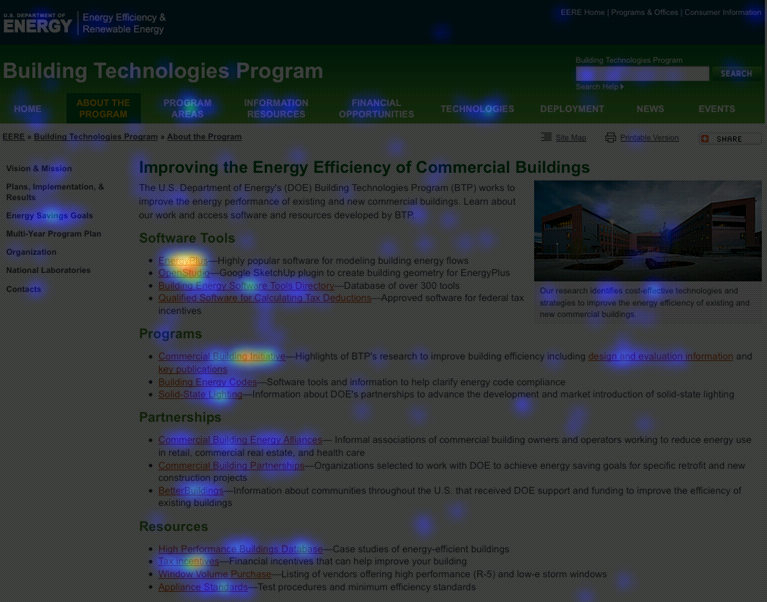 U.S. DEPARTMENT OF
ENERGY
Energy Efficiency &
Renewable Energy
EERE Home | Programs & Offices | Consumer Information
Building Technologies Program
Building Technologies Program
SEARCH
Search Help
HOME
ABOUT THE
PROGRAM
PROGRAM
AREAS
INFORMATION
RESOURCES
FINANCIAL
OPPORTUNITIES
TECHNOLOGIES
DEPLOYMENT
NEWS
EVENTS
EERE » Building Technologies Program » About the Program
Site Map
Printable Version
SHARE
Vision & Mission
Plans, Implementation, &
Results
Energy Savings Goals
Multi-Year Program Plan
Organization
National Laboratories
Contacts
Improving the Energy Efficiency of Commercial Buildings
The U.S. Department of Energy's (DOE) Building Technologies Program (BTP) works to
improve the energy performance of existing and new commercial buildings. Learn about
our work and access software and resources developed by BTP.
Our research identifies cost-effective technologies and
strategies to improve the energy efficiency of existing and
new commercial buildings.
Software Tools
EnergyPlus—Highly popular software for modeling building energy flows
OpenStudio—Google SketchUp plugin to create building geometry for EnergyPlus
Building Energy Software Tools Directory—Database of over 300 tools
Qualified Software for Calculating Tax Deductions—Approved software for federal tax
incentives
Programs
Commercial Building Initiative—Highlights of BTP's research to improve building efficiency including design and evaluation information and
key publications
Building Energy Codes—Software tools and information to help clarify energy code compliance
Solid-State Lighting—Information about DOE's partnerships to advance the development and market introduction of solid-state lighting
Partnerships
Commercial Building Energy Alliances— Informal associations of commercial building owners and operators working to reduce energy use
in retail, commercial real estate, and health care
Commercial Building Partnerships—Organizations selected to work with DOE to achieve energy saving goals for specific retrofit and new
construction projects
BetterBuildings—Information about communities throughout the U.S. that received DOE support and funding to improve the efficiency of
existing buildings
Resources
High Performance Buildings Database—Case studies of energy-efficient buildings
Tax incentives—Financial incentives that can help improve your building
Window Volume Purchase—Listing of vendors offering high performance (R-5) and low-e storm windows
Appliance Standards—Test procedures and minimum efficiency standards